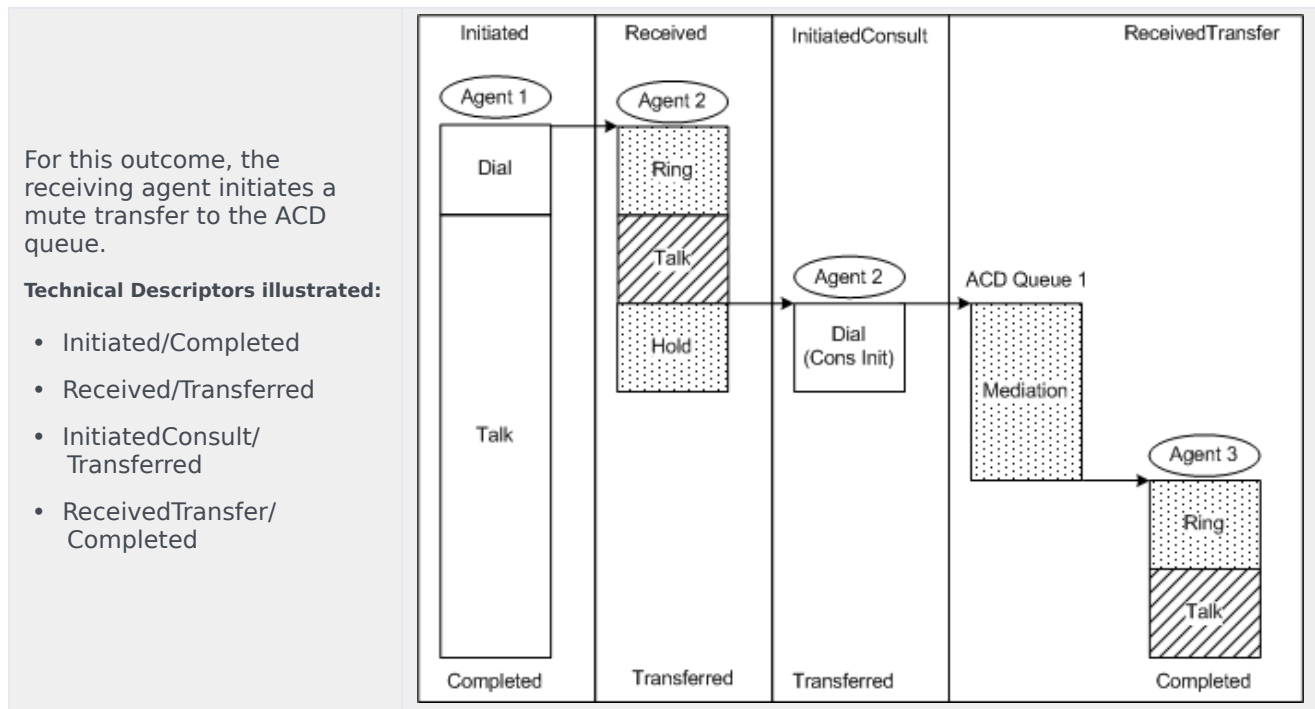 For this outcome, the
receiving agent initiates a
mute transfer to the ACD
queue.
Technical Descriptors illustrated:
• Initiated/Completed
• Received/Transferred
• InitiatedConsult/
Transferred
• ReceivedTransfer/
Completed
Initiated
Received
InitiatedConsult
ReceivedTransfer
Agent 1
Agent 2
Dial
Ring
Talk
Agent 2
ACD Queue 1
Hold
Dial
(Cons Init)
Mediation
Talk
Agent 3
Ring
Talk
Completed
Transferred
Transferred
Completed